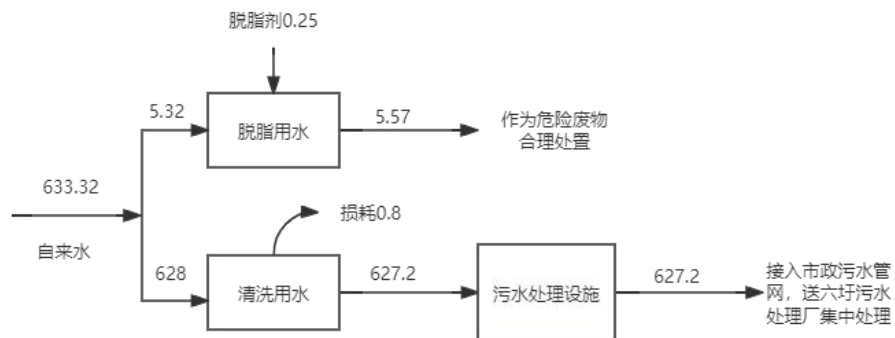 脱脂剂0.25
5.32
脱脂用水
5.57
作为危险废物
合理处置
633.32
自来水
损耗0.8
628
清洗用水
627.2
污水处理设施
627.2
接入市政污水管
网，送六圩污水
处理厂集中处理